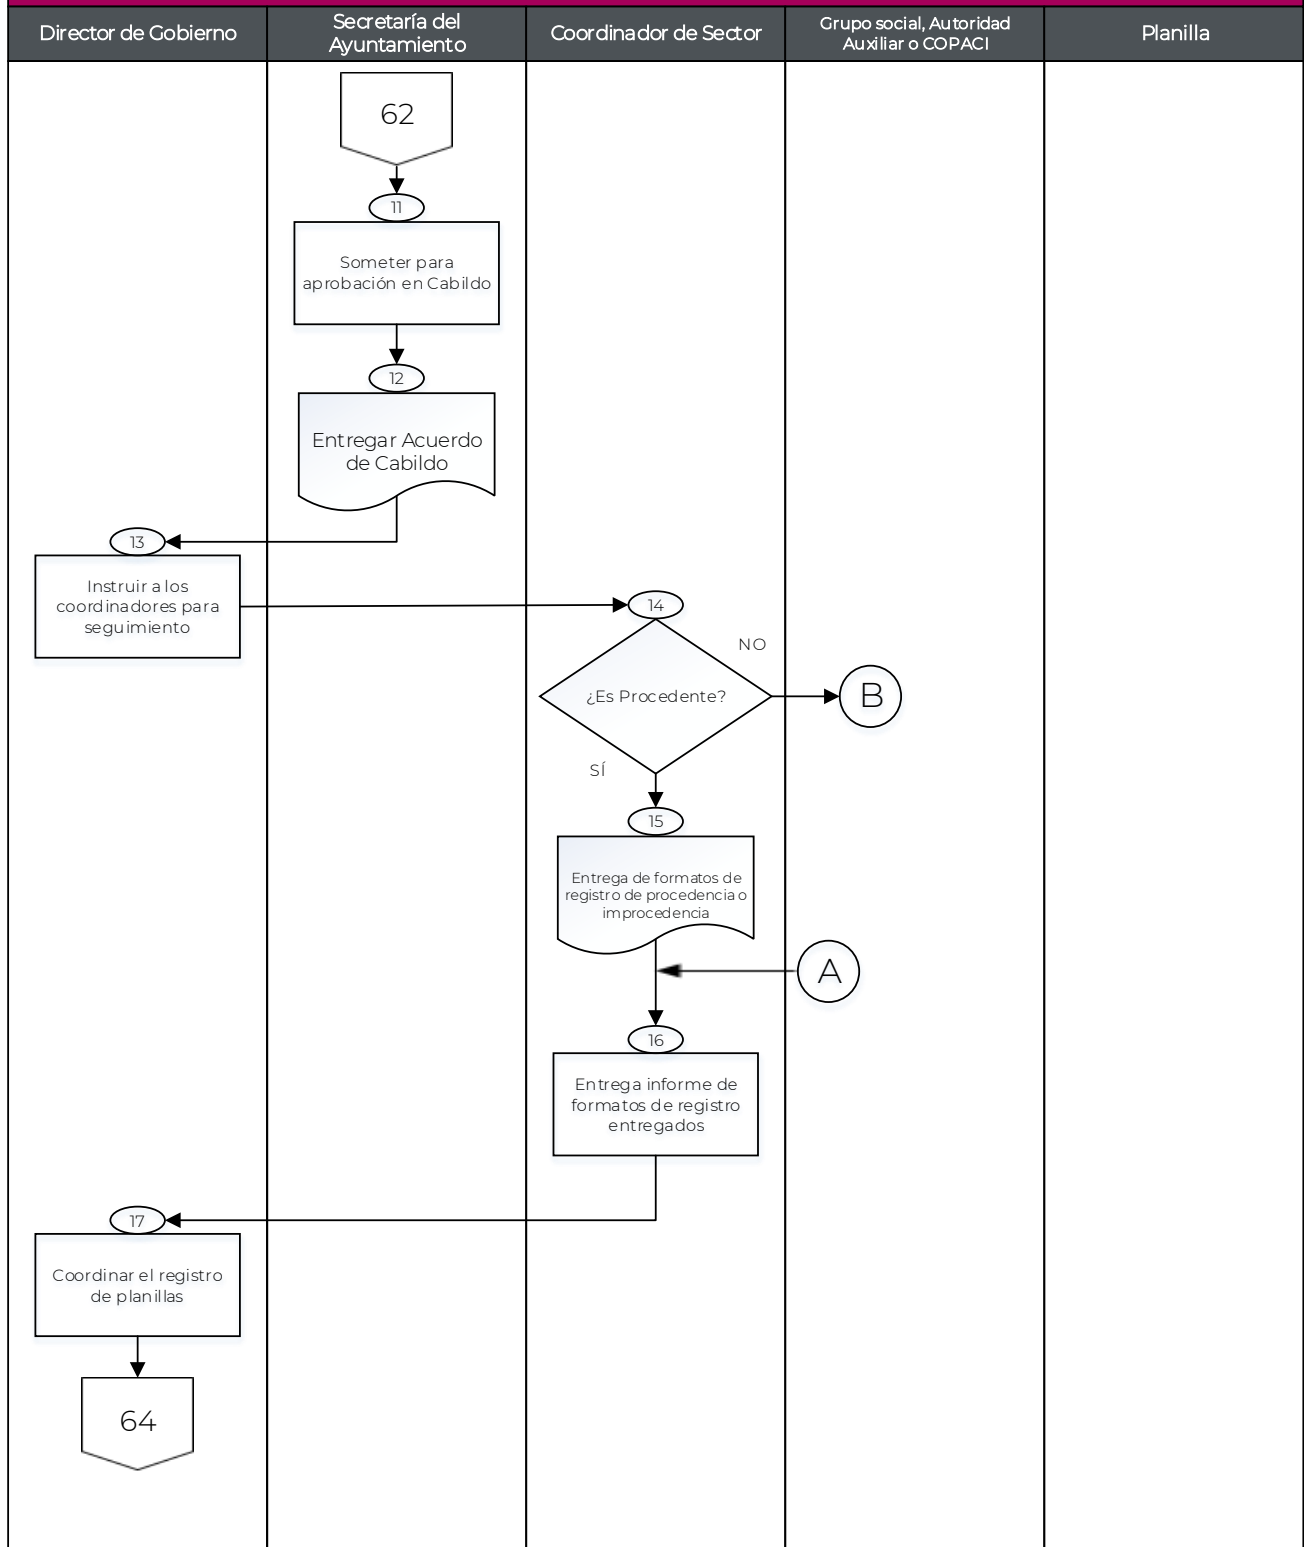 Director de Gobierno
Secretaría del
Ayuntamiento
Coordinador de Sector
Grupo social, Autoridad
Auxiliar o COPACI
Planilla
62
11
Someter para
aprobación en Cabildo
12
Entregar Acuerdo
de Cabildo
13
Instruir a los
coordinadores para
seguimiento
14
NO
¿Es Procedente?
B
SÍ
15
Entrega de formatos de
registro de procedencia o
improcedencia
A
16
Entrega informe de
formatos de registro
entregados
17
Coordinar el registro
de planillas
64